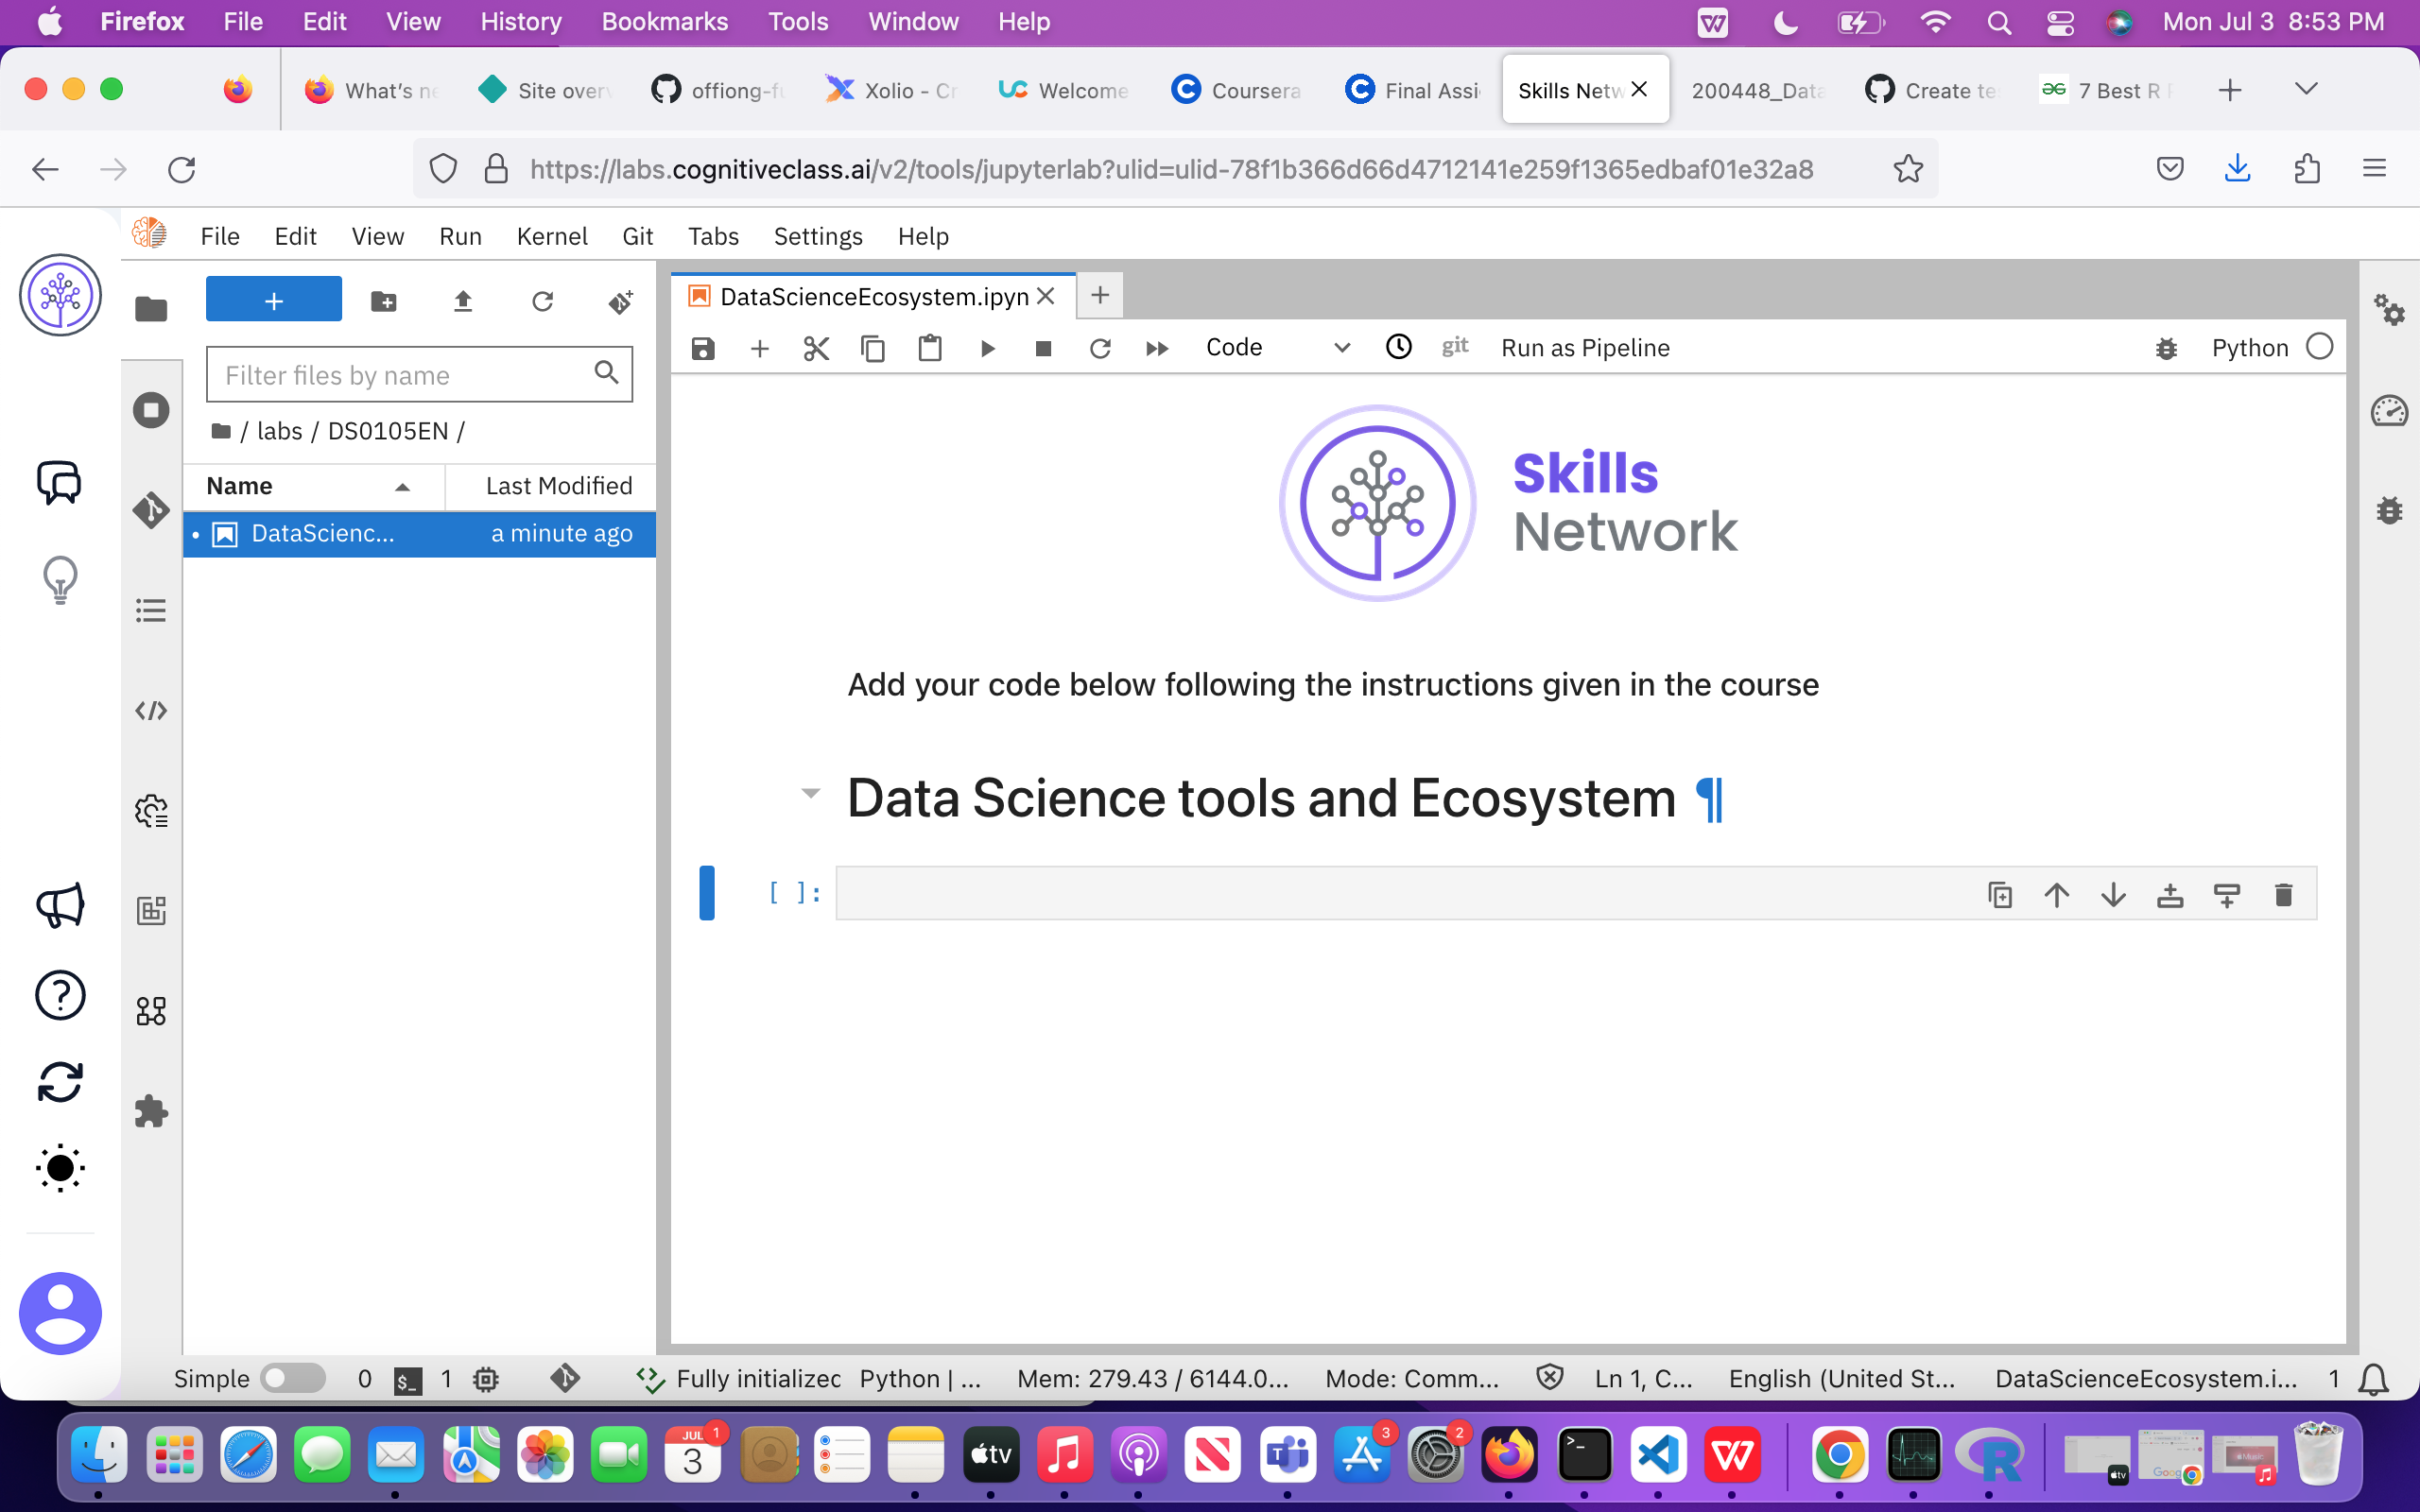 Firefox File Edit View History Bookmarks Tools Window Help Mon Jul 3 8:53 PM
What's ne Site over offiong-fu Xolio - Cr Welcome Coursera Final Assi Skills Netw 200448_Data Create te 7 Best R P
https://labs.cognitiveclass.ai/v2/tools/jupyterlab?ulid=ulid-78f1b366d66d4712141e259f1365edbaf01e32a8
File Edit View Run Kernel Git Tabs Settings Help
DataScienceEcosystem.ipyn
Code git Run as Pipeline Python
Filter files by name
/ labs / DS0105EN /
Name Last Modified
DataScienc... a minute ago
Skills
Network
Add your code below following the instructions given in the course
Data Science tools and Ecosystem ¶
[ ]:
Simple 0 $_ 1 Fully initialized Python | ... Mem: 279.43 / 6144.0... Mode: Comm... Ln 1, C... English (United St... DataScienceEcosystem.i... 1
JUL 1
3
tv
3
2